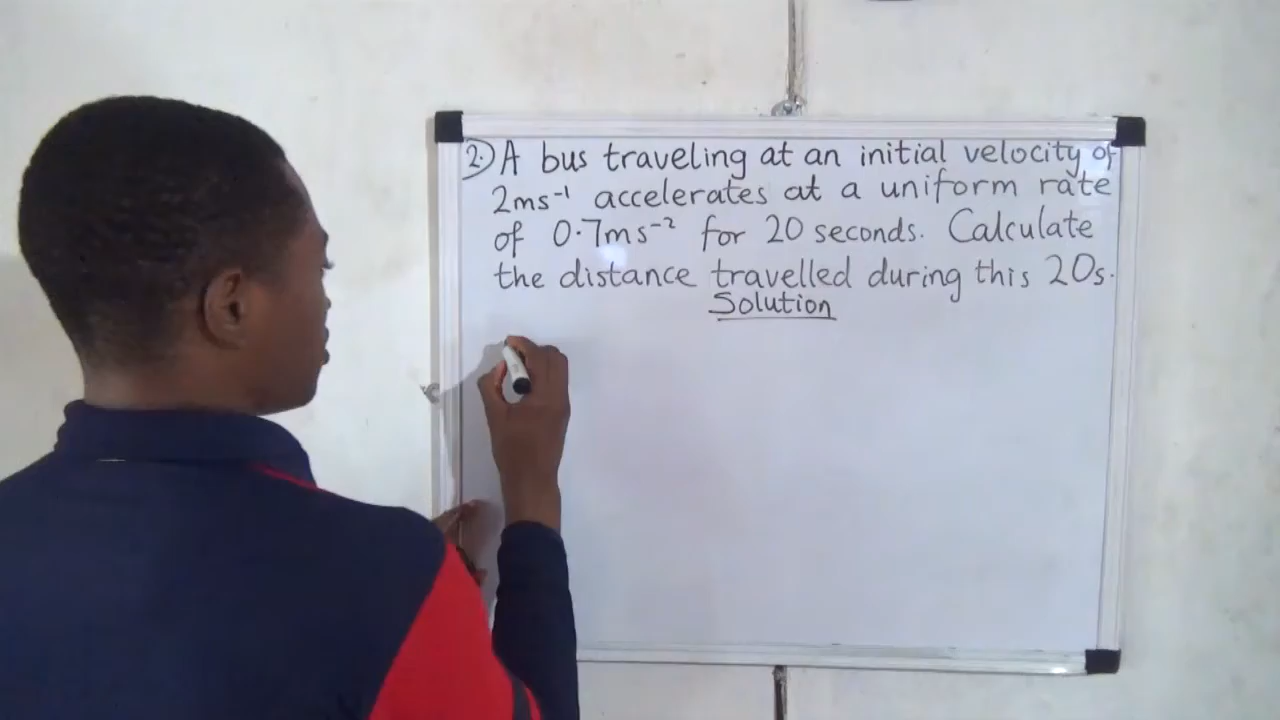 2. A bus traveling at an initial velocity of
2ms⁻¹ accelerates at a uniform rate
of 0.7ms⁻² for 20 seconds. Calculate
the distance travelled during this 20s.
Solution